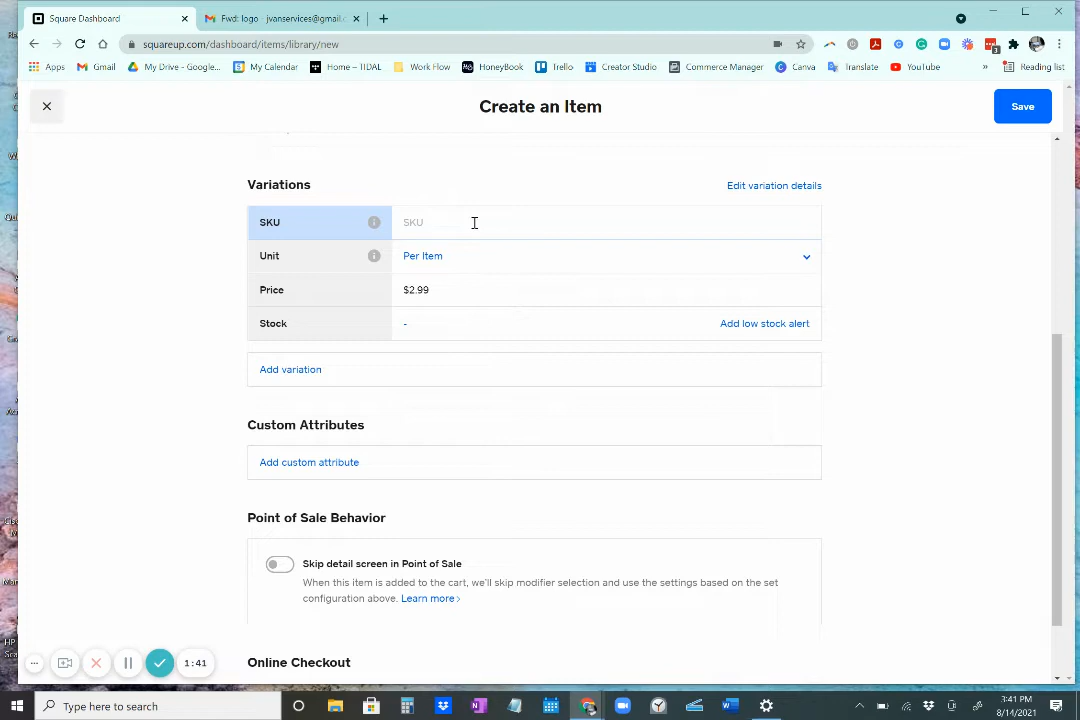 Square Dashboard
Fwd: logo - jvanservices@gmail.c
squareup.com/dashboard/items/library/new
Apps
Gmail
My Drive - Google...
My Calendar
Home – TIDAL
Work Flow
HoneyBook
Trello
Creator Studio
Commerce Manager
Canva
Translate
YouTube
»
Reading list
Create an Item
Save
Variations
Edit variation details
SKU
SKU
Unit
Per Item
Price
$2.99
Stock
-
Add low stock alert
Add variation
Custom Attributes
Add custom attribute
Point of Sale Behavior
Skip detail screen in Point of Sale
When this item is added to the cart, we'll skip modifier selection and use the settings based on the set
configuration above. Learn more >
Online Checkout
1:41
Type here to search
3:41 PM
8/14/2021